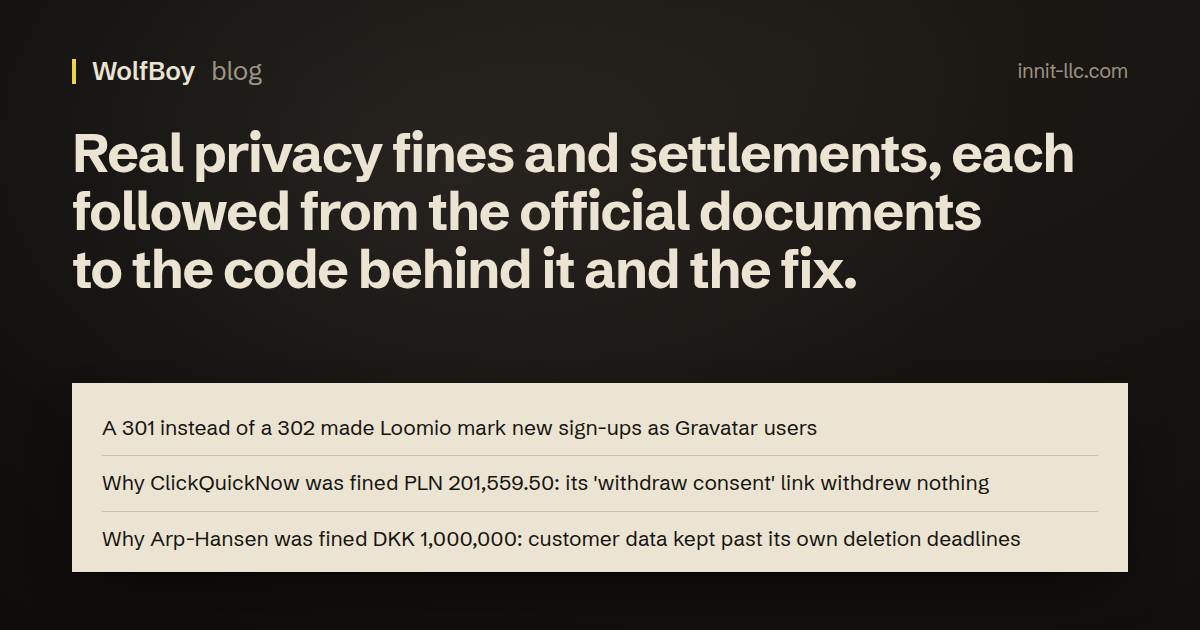 WolfBoy blog
innit-llc.com
Real privacy fines and settlements, each
followed from the official documents
to the code behind it and the fix.
A 301 instead of a 302 made Loomio mark new sign-ups as Gravatar users
Why ClickQuickNow was fined PLN 201,559.50: its 'withdraw consent' link withdrew nothing
Why Arp-Hansen was fined DKK 1,000,000: customer data kept past its own deletion deadlines